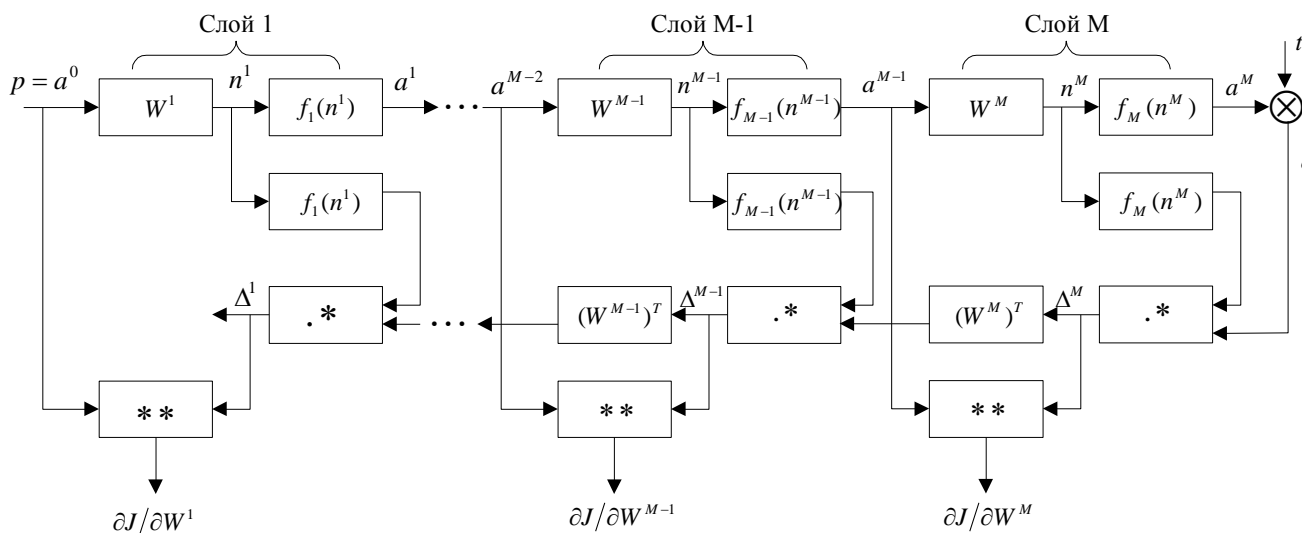 Слой 1 Слой M-1 Слой M
p = a^0 W^1 n^1 f_1(n^1) a^1 ... a^{M-2} W^{M-1} n^{M-1} f_{M-1}(n^{M-1}) a^{M-1} W^M n^M f_M(n^M) a^M t
f_1(n^1) f_{M-1}(n^{M-1}) f_M(n^M)
Δ^1 .* ... (W^{M-1})^T Δ^{M-1} .* (W^M)^T Δ^M .*
** ** **
∂J/∂W^1 ∂J/∂W^{M-1} ∂J/∂W^M